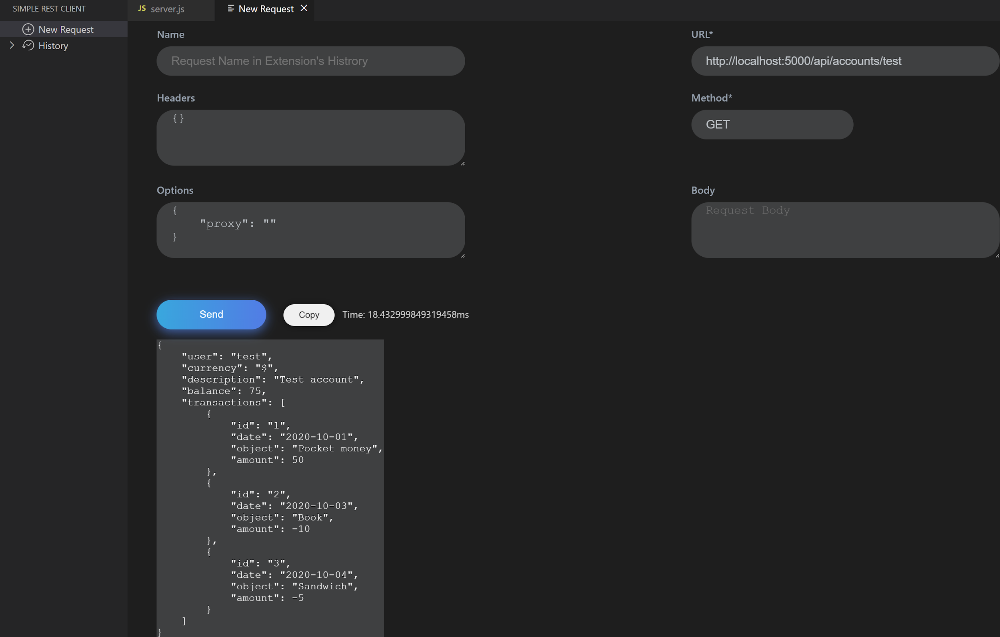 SIMPLE REST CLIENT
New Request
History
JS server.js
New Request
Name
Request Name in Extension's Histrory
URL*
http://localhost:5000/api/accounts/test
Headers
{}
Method*
GET
Options
{
"proxy": ""
}
Body
Request Body
Send
Copy
Time: 18.432999849319458ms
{
"user": "test",
"currency": "$",
"description": "Test account",
"balance": 75,
"transactions": [
{
"id": "1",
"date": "2020-10-01",
"object": "Pocket money",
"amount": 50
},
{
"id": "2",
"date": "2020-10-03",
"object": "Book",
"amount": -10
},
{
"id": "3",
"date": "2020-10-04",
"object": "Sandwich",
"amount": -5
}
]
}